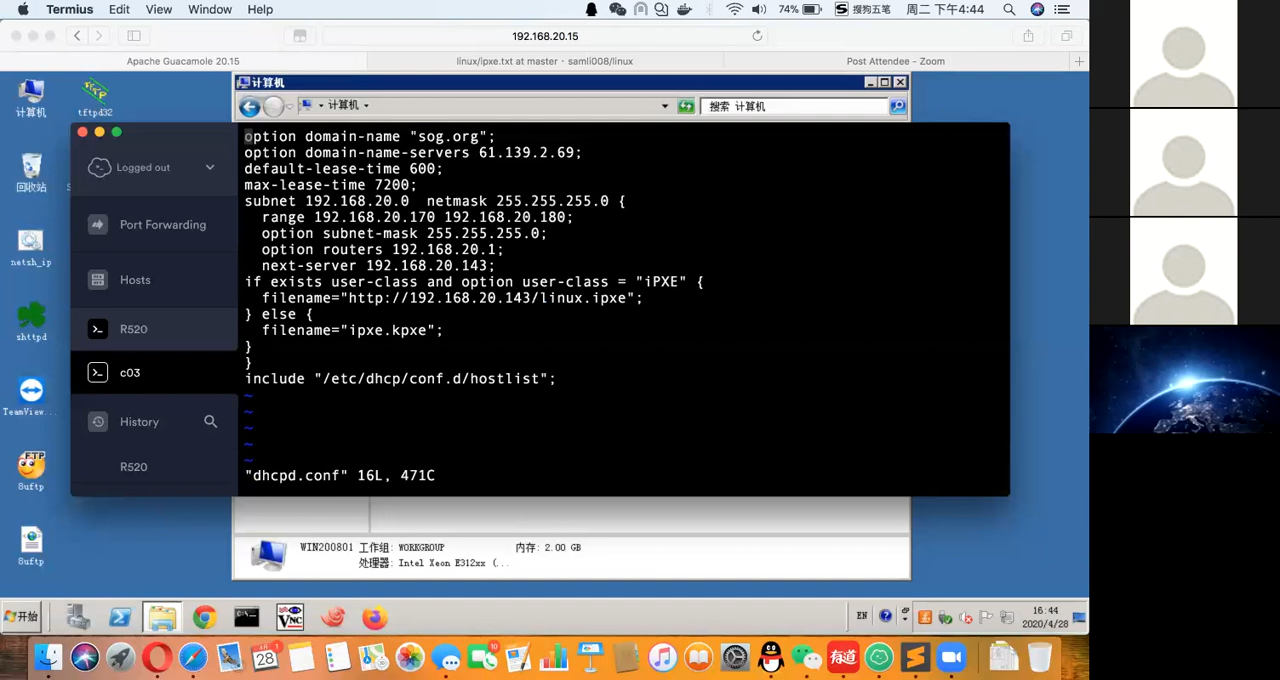 Termius Edit View Window Help
74% 搜狗五笔 周二 下午4:44
192.168.20.15
Apache Guacamole 20.15
linux/ipxe.txt at master · samli008/linux
Post Attendee - Zoom
计算机
tftpd32
计算机
计算机
搜索 计算机
回收站
netsh_ip
shttpd
TeamView...
8uftp
8uftp
Logged out
Port Forwarding
Hosts
R520
c03
History
R520
option domain-name "sog.org";
option domain-name-servers 61.139.2.69;
default-lease-time 600;
max-lease-time 7200;
subnet 192.168.20.0  netmask 255.255.255.0 {
  range 192.168.20.170 192.168.20.180;
  option subnet-mask 255.255.255.0;
  option routers 192.168.20.1;
  next-server 192.168.20.143;
if exists user-class and option user-class = "iPXE" {
  filename="http://192.168.20.143/linux.ipxe";
} else {
  filename="ipxe.kpxe";
}
}
include "/etc/dhcp/conf.d/hostlist";
~
~
~
~
~
"dhcpd.conf" 16L, 471C
WIN200801 工作组: WORKGROUP 内存: 2.00 GB
处理器: Intel Xeon E312xx (...
开始
VNC
EN
16:44
2020/4/28
28
10
有道